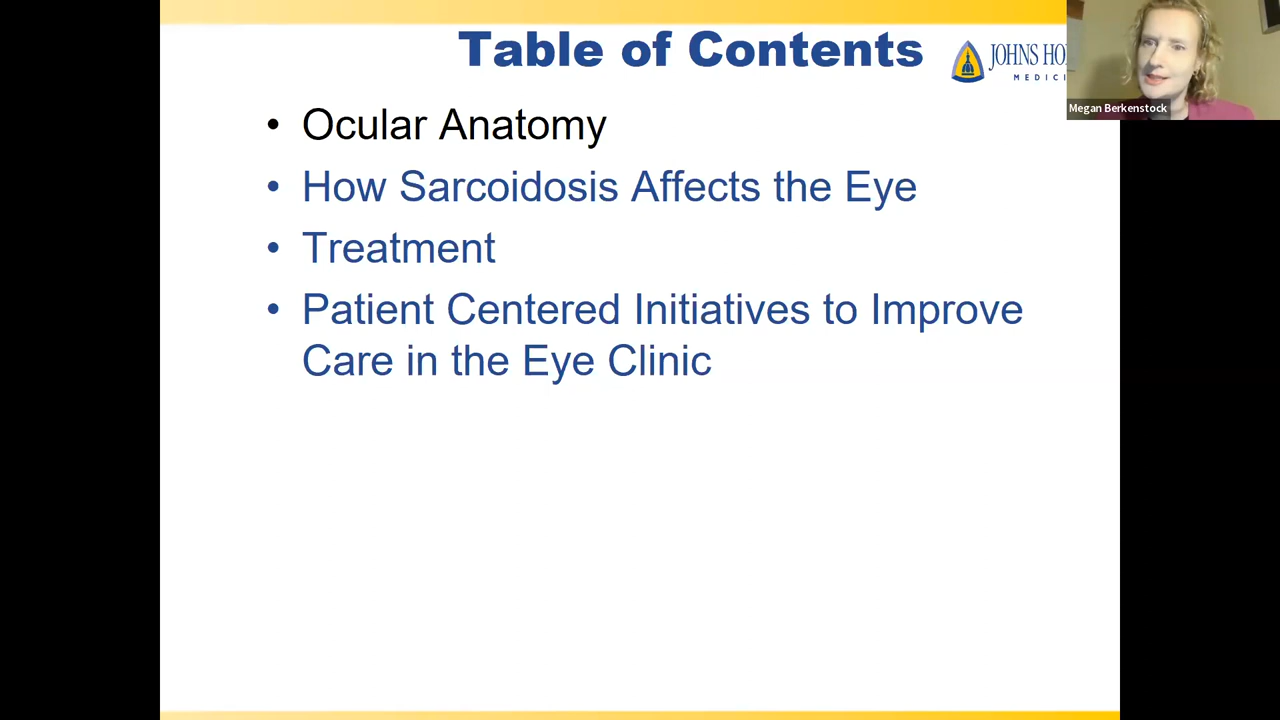 Table of Contents
JOHNS
Megan Berkenstock
• Ocular Anatomy
• How Sarcoidosis Affects the Eye
• Treatment
• Patient Centered Initiatives to Improve
Care in the Eye Clinic